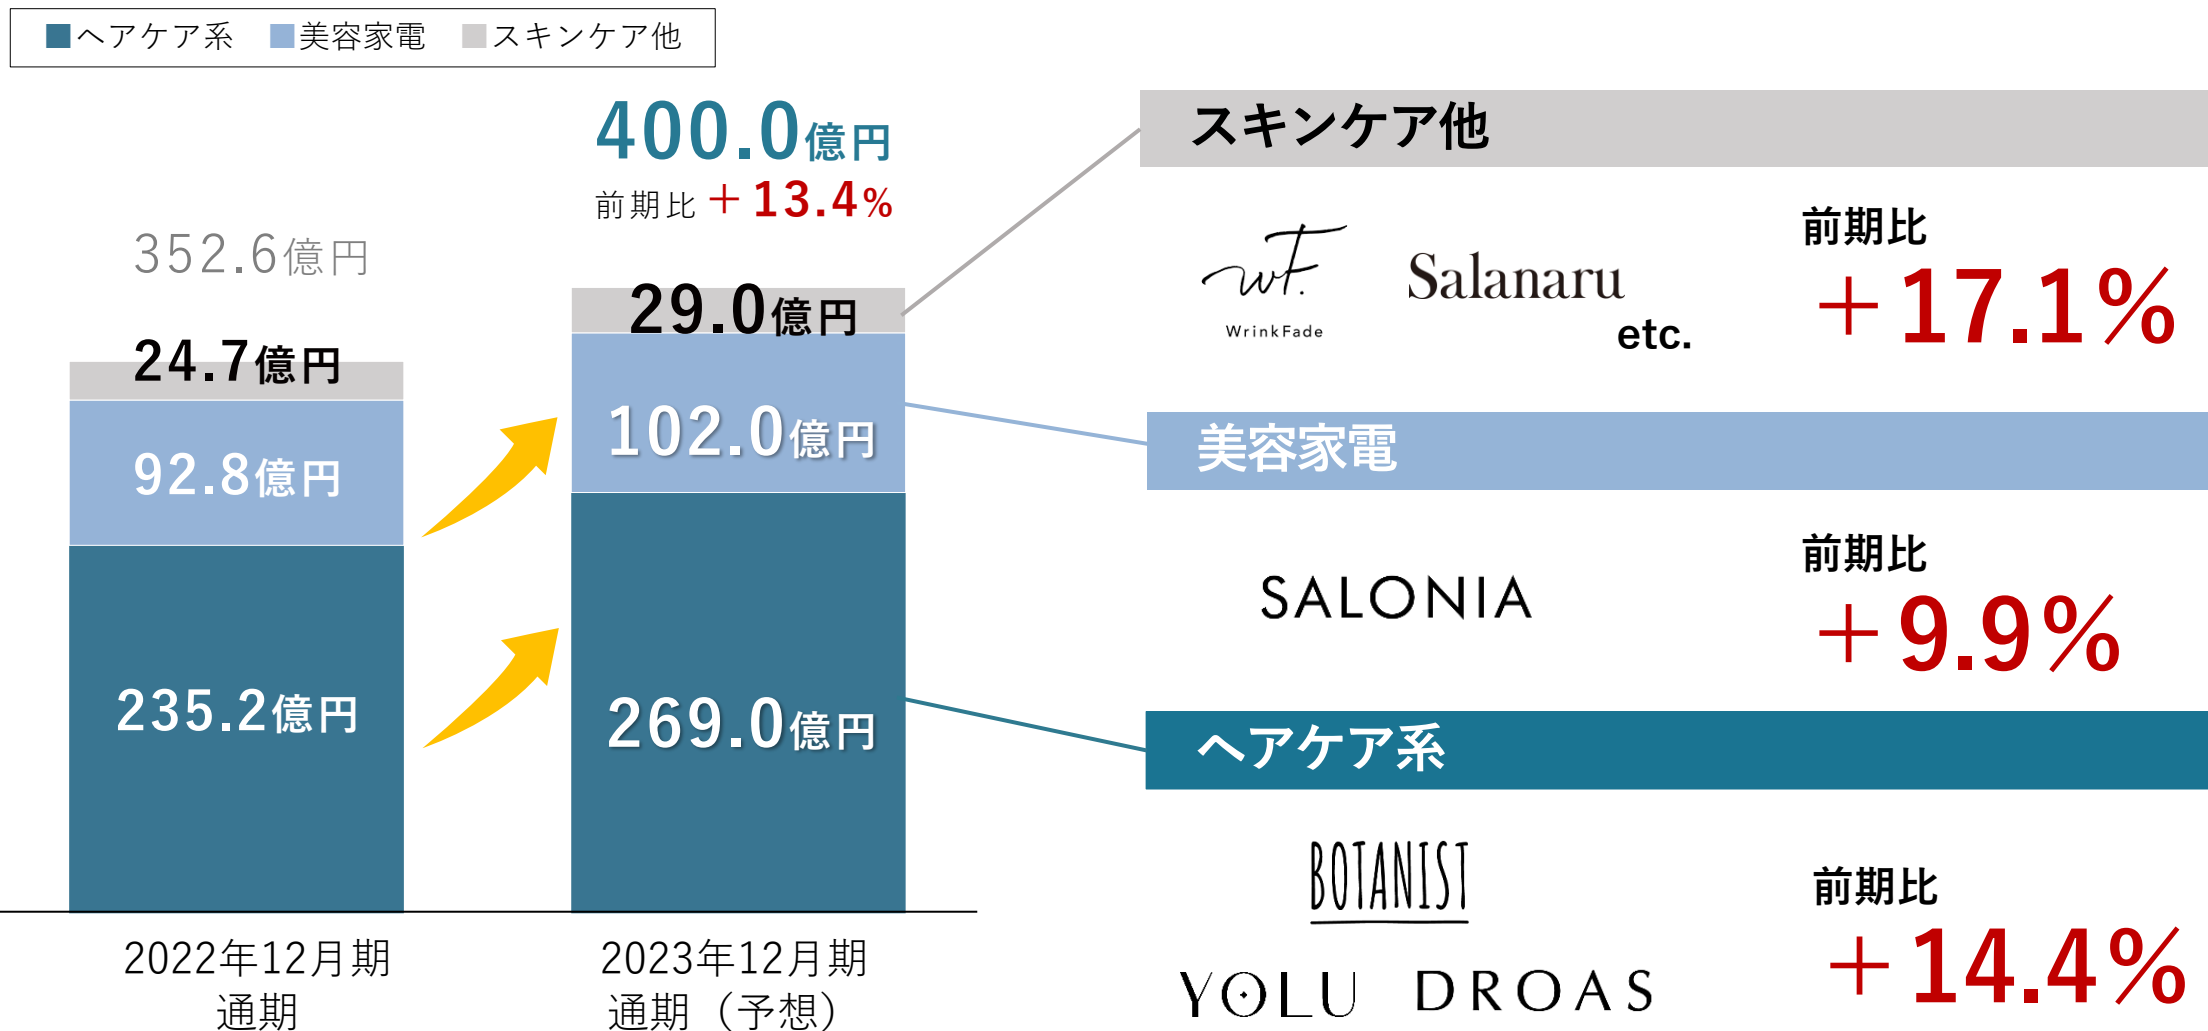 ヘアケア系 美容家電 スキンケア他
400.0億円
前期比 ＋13.4%
352.6億円
24.7億円
92.8億円
235.2億円
29.0億円
102.0億円
269.0億円
2022年12月期
通期
2023年12月期
通期（予想）
スキンケア他
wF.
WrinkFade
Salanaru
etc.
前期比
＋17.1%
美容家電
SALONIA
前期比
＋9.9%
ヘアケア系
BOTANIST
YOLU DROAS
前期比
＋14.4%